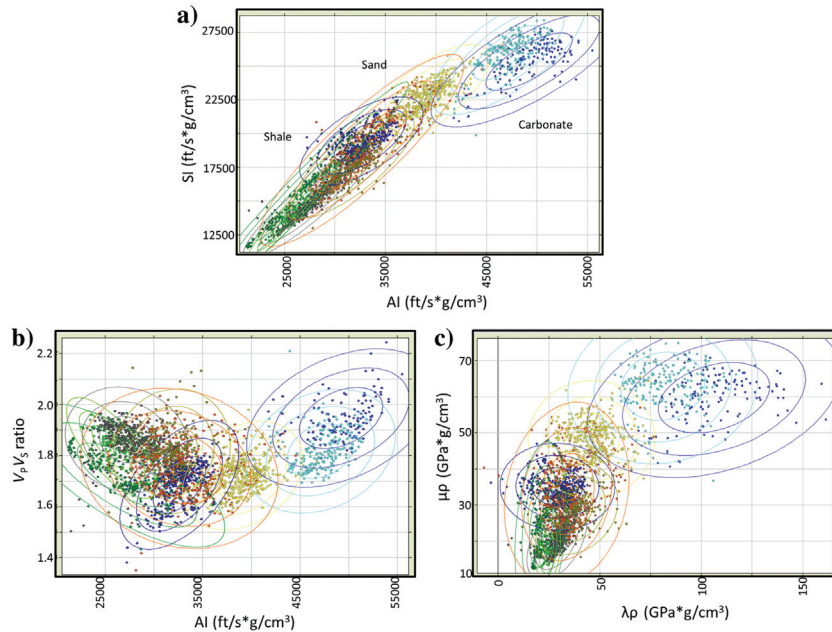 a)
27500
22500
17500
12500
SI (ft/s*g/cm³)
Sand
Shale
Carbonate
25000 35000 45000 55000
AI (ft/s*g/cm³)
b)
2.2
2.0
1.8
1.6
1.4
VₚVₛ ratio
25000 35000 45000 55000
AI (ft/s*g/cm³)
c)
70
50
30
10
μρ (GPa*g/cm³)
0 50 100 150
λρ (GPa*g/cm³)